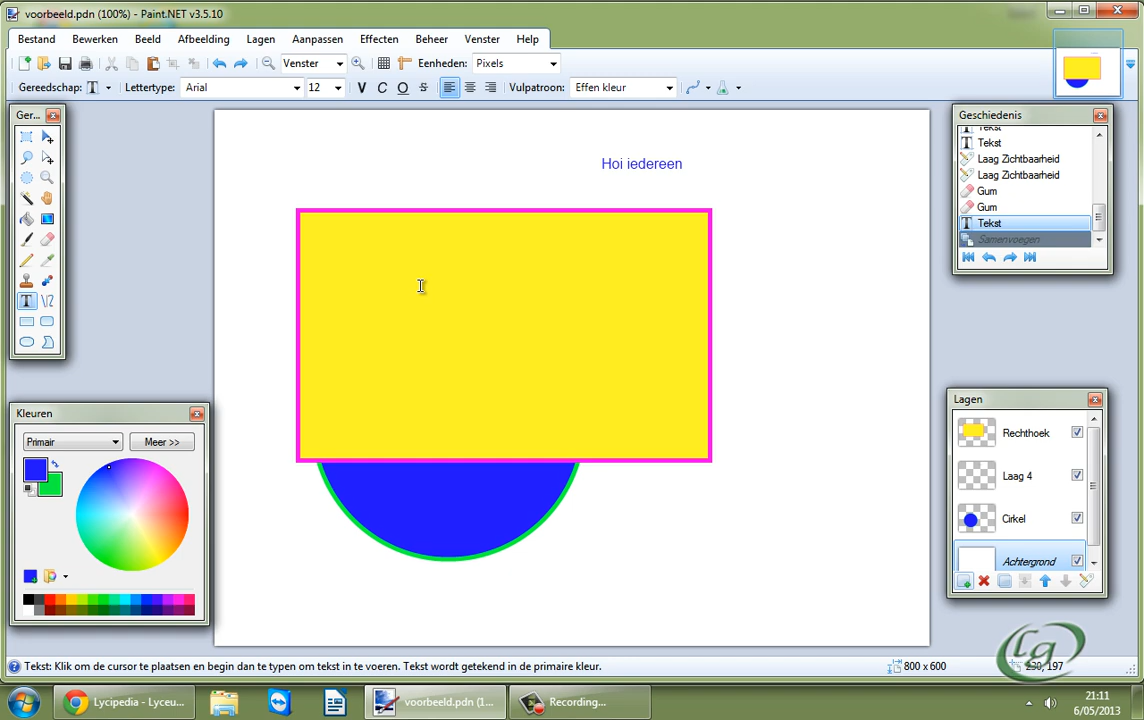 voorbeeld.pdn (100%) - Paint.NET v3.5.10
Bestand Bewerken Beeld Afbeelding Lagen Aanpassen Effecten Beheer Venster Help
Venster Eenheden: Pixels
Gereedschap: T Lettertype: Arial 12 V C O S Vulpatroon: Effen kleur
Ger...
Geschiedenis
Tekst
Tekst
Laag Zichtbaarheid
Laag Zichtbaarheid
Gum
Gum
Tekst
Samenvoegen
Hoi iedereen
Kleuren
Primair Meer >>
Lagen
Rechthoek
Laag 4
Cirkel
Achtergrond
Tekst: Klik om de cursor te plaatsen en begin dan te typen om tekst in te voeren. Tekst wordt getekend in de primaire kleur.
800 x 600
230, 197
Lg
Lycipedia - Lyceu...
voorbeeld.pdn (1...
Recording...
21:11
6/05/2013